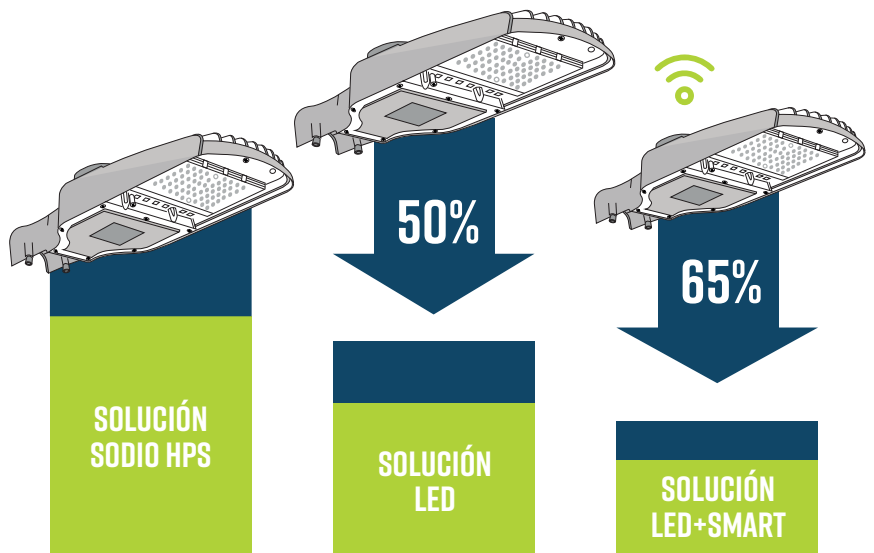 50%
65%
SOLUCIÓN
SODIO HPS
SOLUCIÓN
LED
SOLUCIÓN
LED+SMART